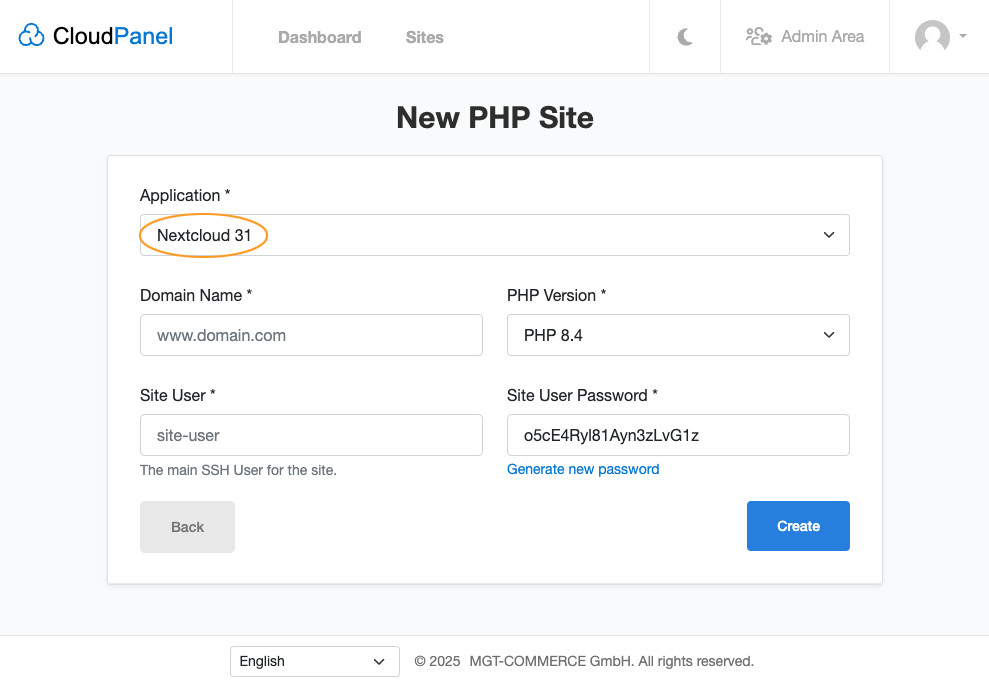 CloudPanel
Dashboard
Sites
Admin Area
New PHP Site
Application *
Nextcloud 31
Domain Name *
PHP Version *
www.domain.com
PHP 8.4
Site User *
Site User Password *
site-user
o5cE4Ryl81Ayn3zLvG1z
The main SSH User for the site.
Generate new password
Back
Create
English
© 2025 MGT-COMMERCE GmbH. All rights reserved.